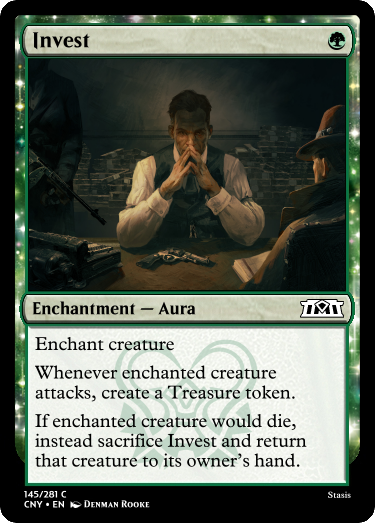 Invest
Enchantment — Aura
Enchant creature
Whenever enchanted creature
attacks, create a Treasure token.
If enchanted creature would die,
instead sacrifice Invest and return
that creature to its owner's hand.
145/281 C
CNY • EN Denman Rooke
Stasis